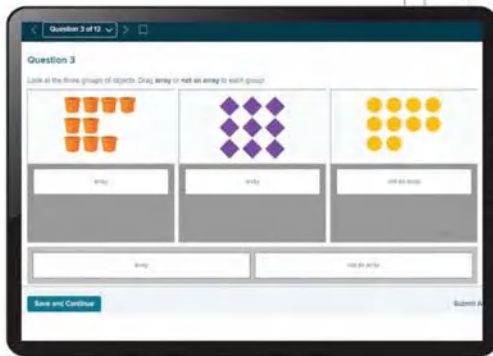 Question 3 of 12
Question 3
Look at the three groups of objects. Drag array or not an array to each group.
array
array
not an array
array
not an array
Save and Continue
Submit A